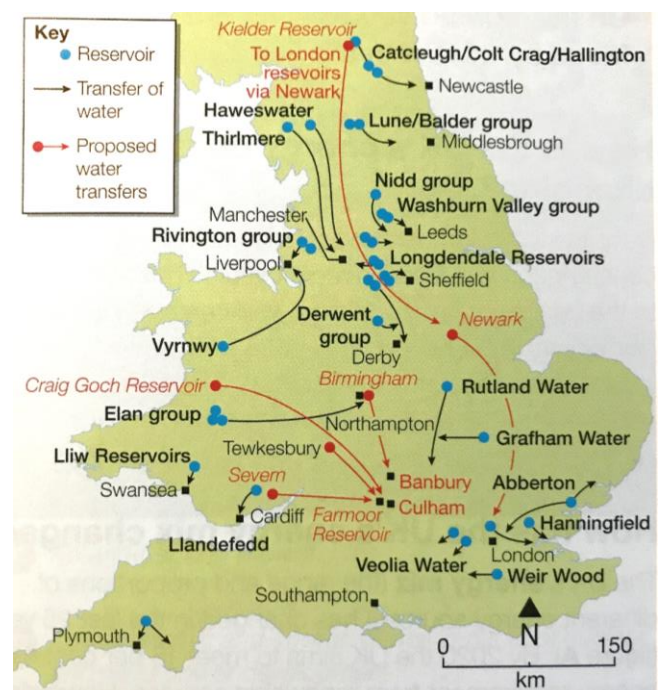 Key
Reservoir
Transfer of
water
Proposed
water
transfers
Kielder Reservoir
To London
resevoirs
via Newark
Catcleugh/Colt Crag/Hallington
Newcastle
Haweswater
Thirlmere
Lune/Balder group
Middlesbrough
Nidd group
Washburn Valley group
Manchester
Leeds
Rivington group
Liverpool
Longdendale Reservoirs
Sheffield
Derwent
group
Newark
Vyrnwy
Derby
Craig Goch Reservoir
Birmingham
Rutland Water
Elan group
Northampton
Grafham Water
Tewkesbury
Lliw Reservoirs
Severn
Banbury
Abberton
Swansea
Culham
Cardiff
Farmoor
Reservoir
Hanningfield
London
Llandefedd
Veolia Water
Weir Wood
Southampton
Plymouth
N
0 150
km